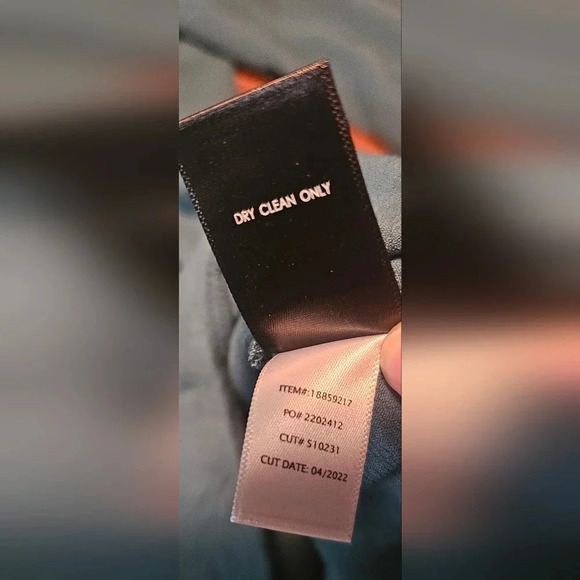 DRY CLEAN ONLY
ITEM#:18859217
PO# 2202412
CUT# 510231
CUT DATE: 04/2022